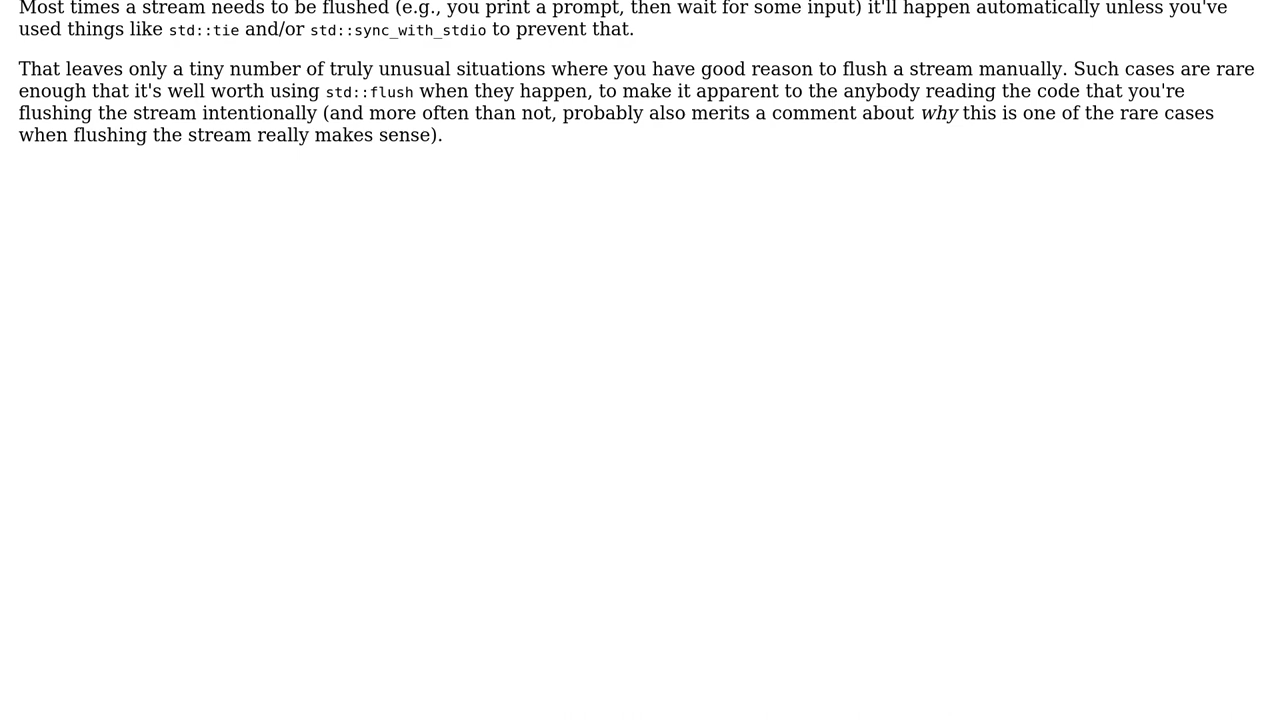 Most times a stream needs to be flushed (e.g., you print a prompt, then wait for some input) it'll happen automatically unless you've
used things like std::tie and/or std::sync_with_stdio to prevent that.
That leaves only a tiny number of truly unusual situations where you have good reason to flush a stream manually. Such cases are rare
enough that it's well worth using std::flush when they happen, to make it apparent to the anybody reading the code that you're
flushing the stream intentionally (and more often than not, probably also merits a comment about why this is one of the rare cases
when flushing the stream really makes sense).